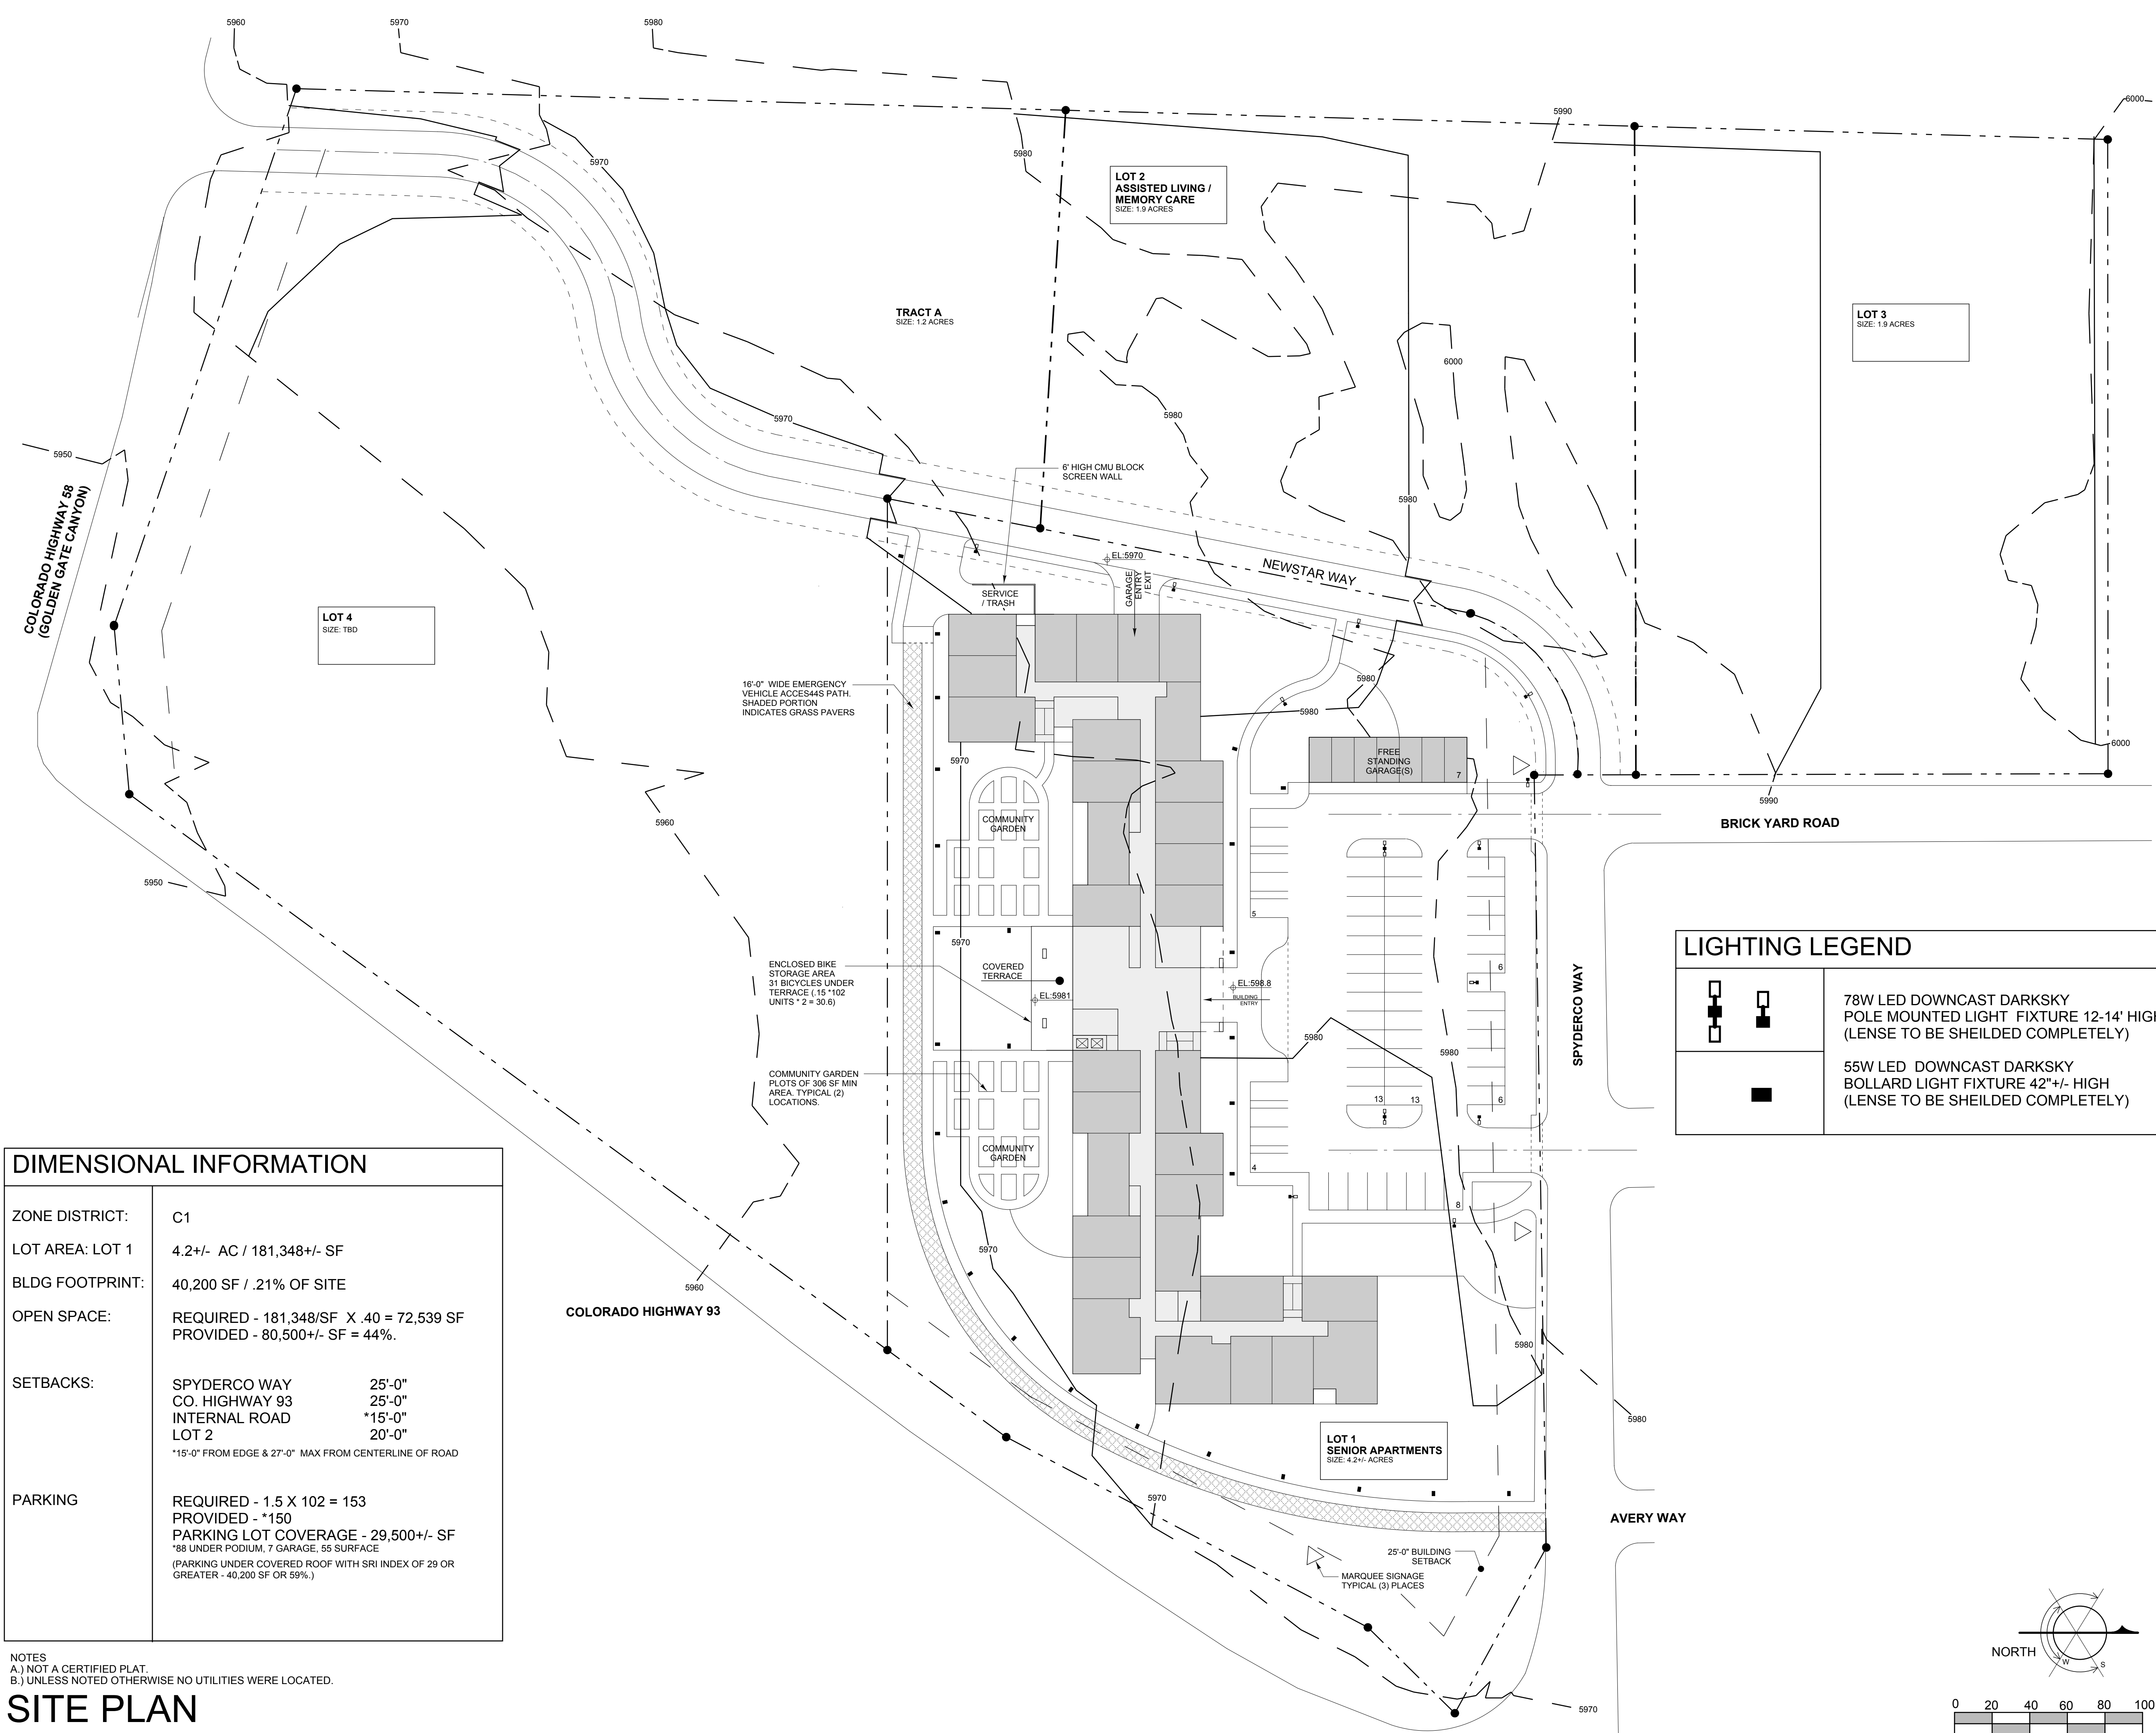 5960
5970
5980
5990
6000
5970
5980
LOT 2
ASSISTED LIVING /
MEMORY CARE
SIZE: 1.9 ACRES
TRACT A
SIZE: 1.2 ACRES
LOT 3
SIZE: 1.9 ACRES
6000
5980
5970
5950
6' HIGH CMU BLOCK
SCREEN WALL
5980
COLORADO HIGHWAY 58
(GOLDEN GATE CANYON)
EL:5970
NEWSTAR WAY
GARAGE
ENTRY
/ EXIT
SERVICE
/ TRASH
LOT 4
SIZE: TBD
16'-0"  WIDE EMERGENCY
VEHICLE ACCES44S PATH.
SHADED PORTION
INDICATES GRASS PAVERS
5980
5980
FREE
STANDING
GARAGE(S)
7
5970
6000
5990
BRICK YARD ROAD
5960
COMMUNITY
GARDEN
5950
5
5970
ENCLOSED BIKE
STORAGE AREA
31 BICYCLES UNDER
TERRACE (.15 *102
UNITS * 2 = 30.6)
COVERED
TERRACE
EL:5981
EL:598.8
BUILDING
ENTRY
6
SPYDERCO WAY
LIGHTING LEGEND
78W LED DOWNCAST DARKSKY
POLE MOUNTED LIGHT  FIXTURE 12-14' HIGH
(LENSE TO BE SHEILDED COMPLETELY)
55W LED  DOWNCAST DARKSKY
BOLLARD LIGHT FIXTURE 42"+/- HIGH
(LENSE TO BE SHEILDED COMPLETELY)
5980
5980
COMMUNITY GARDEN
PLOTS OF 306 SF MIN
AREA. TYPICAL (2)
LOCATIONS.
13
13
6
COMMUNITY
GARDEN
4
8
5970
5960
COLORADO HIGHWAY 93
5980
5980
LOT 1
SENIOR APARTMENTS
SIZE: 4.2+/- ACRES
5970
AVERY WAY
25'-0" BUILDING
SETBACK
MARQUEE SIGNAGE
TYPICAL (3) PLACES
5970
DIMENSIONAL INFORMATION
ZONE DISTRICT: C1
LOT AREA: LOT 1 4.2+/-  AC / 181,348+/- SF
BLDG FOOTPRINT: 40,200 SF / .21% OF SITE
OPEN SPACE: REQUIRED - 181,348/SF  X .40 = 72,539 SF
PROVIDED - 80,500+/- SF = 44%.
SETBACKS: SPYDERCO WAY 25'-0"
CO. HIGHWAY 93 25'-0"
INTERNAL ROAD *15'-0"
LOT 2 20'-0"
*15'-0" FROM EDGE & 27'-0"  MAX FROM CENTERLINE OF ROAD
PARKING REQUIRED - 1.5 X 102 = 153
PROVIDED - *150
PARKING LOT COVERAGE - 29,500+/- SF
*88 UNDER PODIUM, 7 GARAGE, 55 SURFACE
(PARKING UNDER COVERED ROOF WITH SRI INDEX OF 29 OR
GREATER - 40,200 SF OR 59%.)
NOTES
A.) NOT A CERTIFIED PLAT.
B.) UNLESS NOTED OTHERWISE NO UTILITIES WERE LOCATED.
SITE PLAN
NORTH
W
S
0 20 40 60 80 100